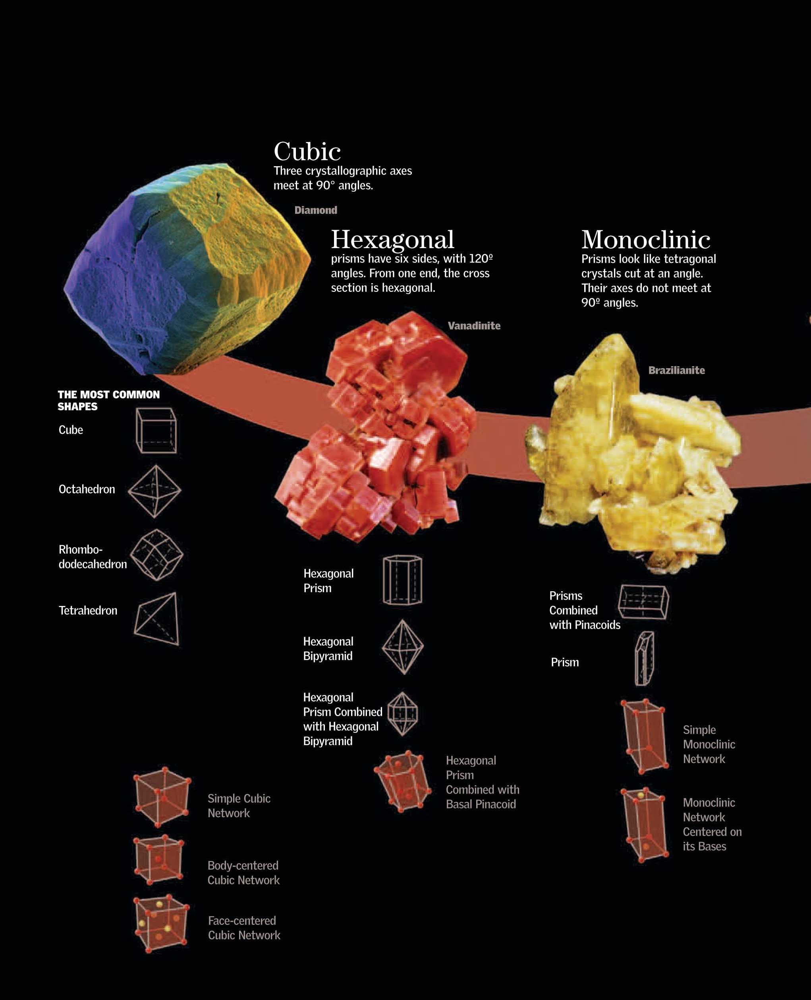 Cubic
Three crystallographic axes
meet at 90° angles.
Diamond
Hexagonal
prisms have six sides, with 120º
angles. From one end, the cross
section is hexagonal.
Vanadinite
Monoclinic
Prisms look like tetragonal
crystals cut at an angle.
Their axes do not meet at
90º angles.
Brazilianite
THE MOST COMMON
SHAPES
Cube
Octahedron
Rhombo-
dodecahedron
Tetrahedron
Simple Cubic
Network
Body-centered
Cubic Network
Face-centered
Cubic Network
Hexagonal
Prism
Hexagonal
Bipyramid
Hexagonal
Prism Combined
with Hexagonal
Bipyramid
Hexagonal
Prism
Combined with
Basal Pinacoid
Prisms
Combined
with Pinacoids
Prism
Simple
Monoclinic
Network
Monoclinic
Network
Centered on
its Bases